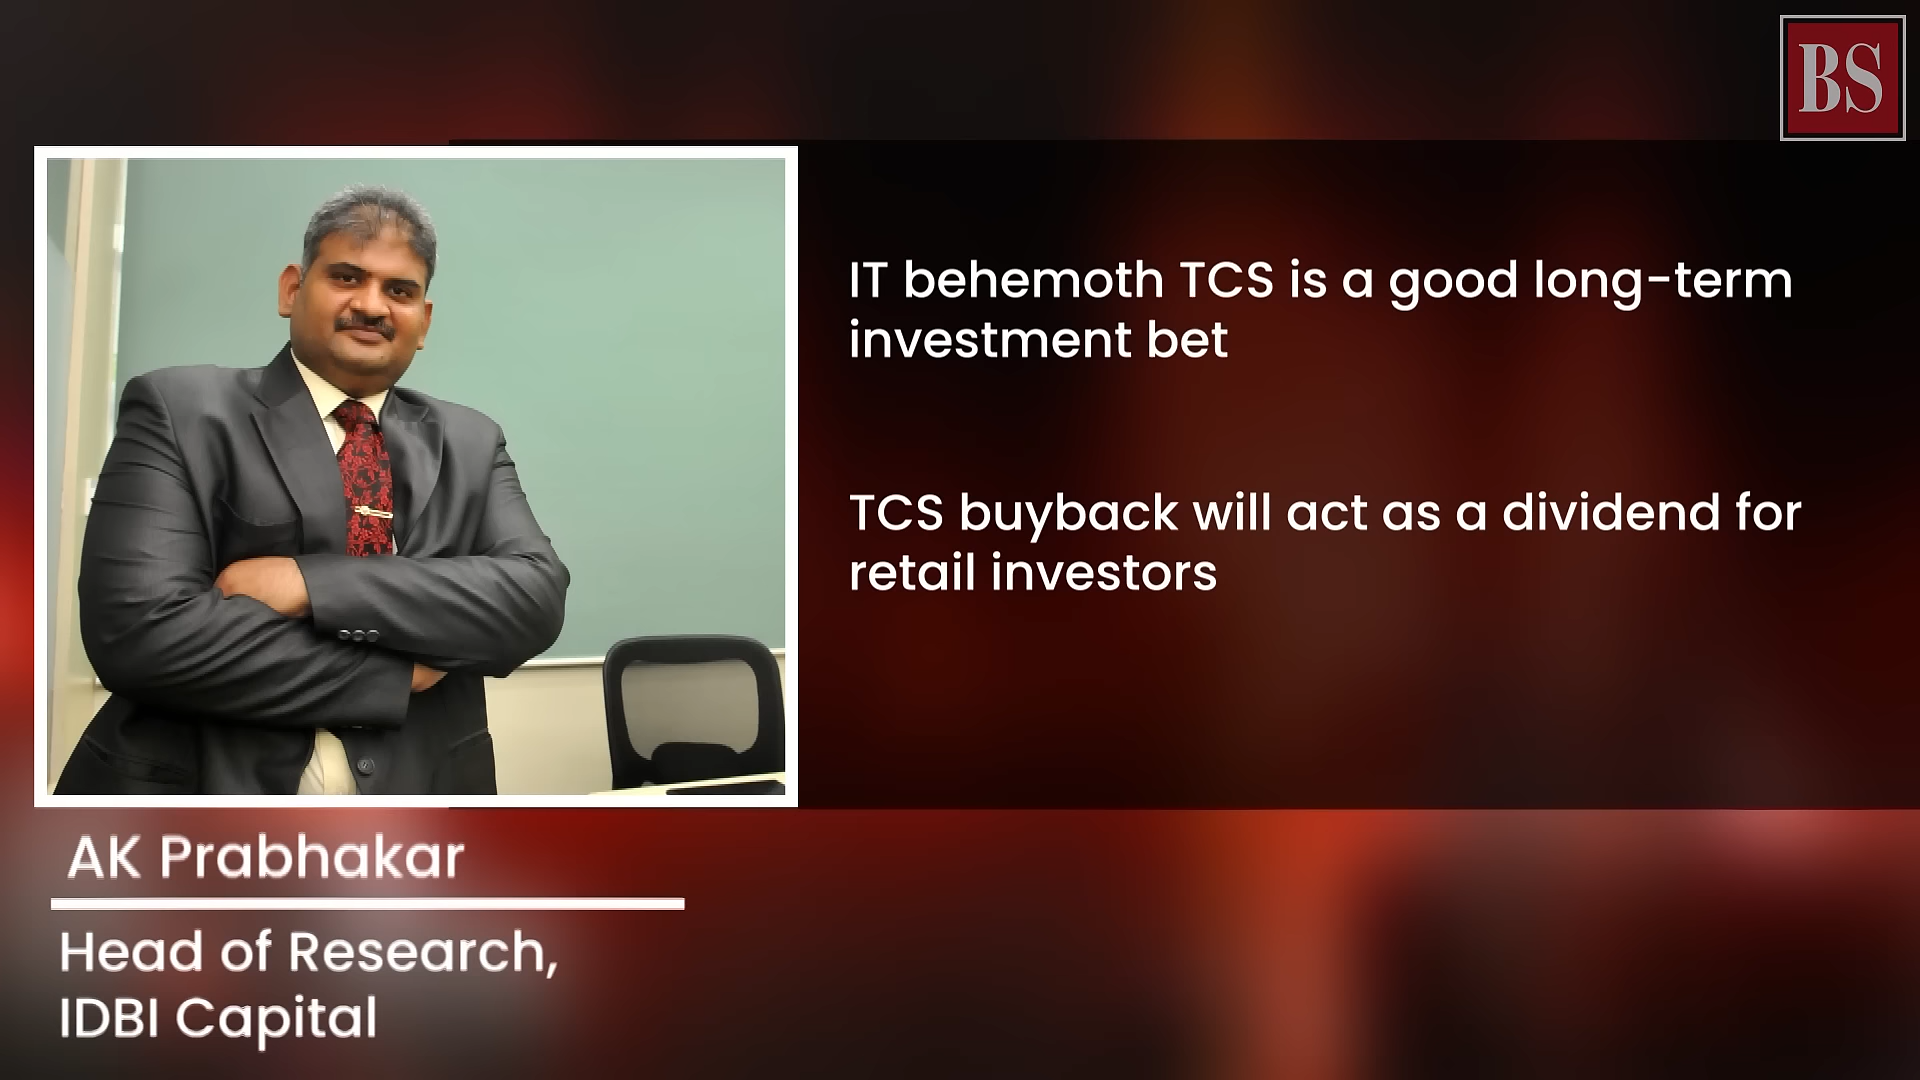 BS
IT behemoth TCS is a good long-term
investment bet
TCS buyback will act as a dividend for
retail investors
AK Prabhakar
Head of Research,
IDBI Capital